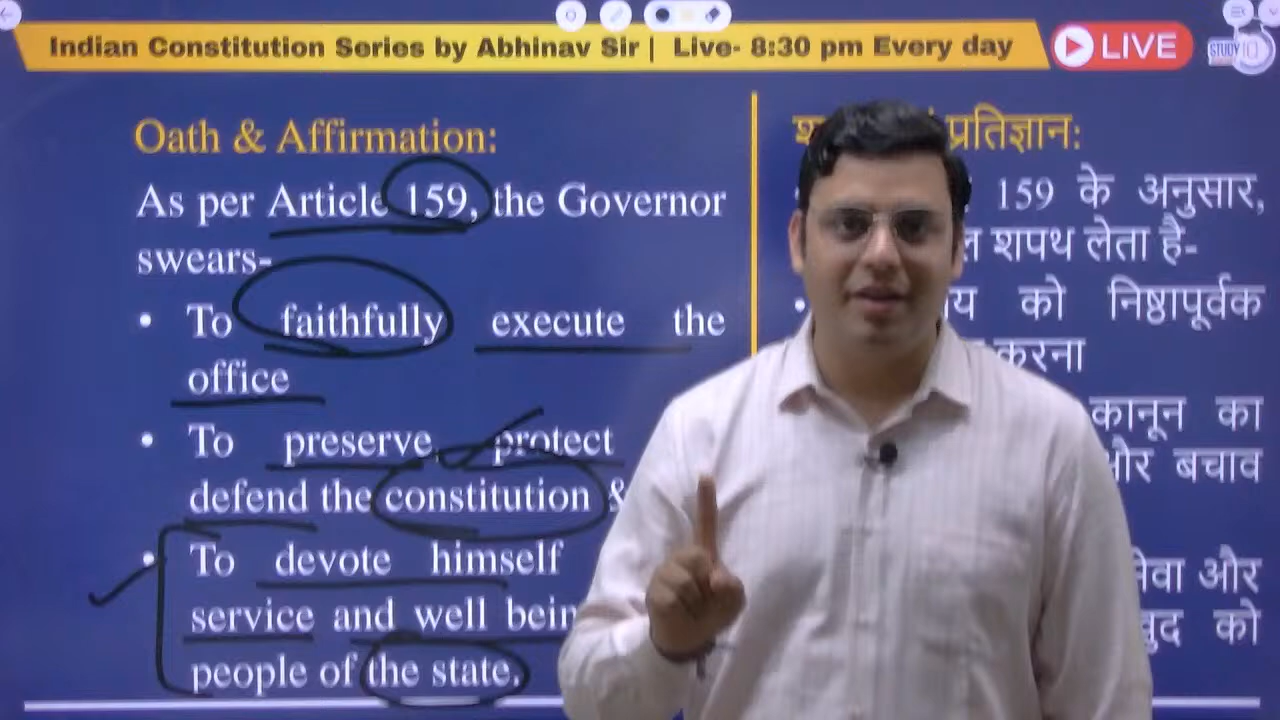 Indian Constitution Series by Abhinav Sir | Live- 8:30 pm Every day
LIVE
STUDY IQ
Oath & Affirmation:
As per Article 159, the Governor
swears-
• To faithfully execute the
office
• To preserve, protect
defend the constitution &
• To devote himself
service and well
people of the state.
प्रतिज्ञान:
159 के अनुसार,
शपथ लेता है-
को निष्ठापूर्वक
करना
कानून का
और बचाव
सेवा और
को